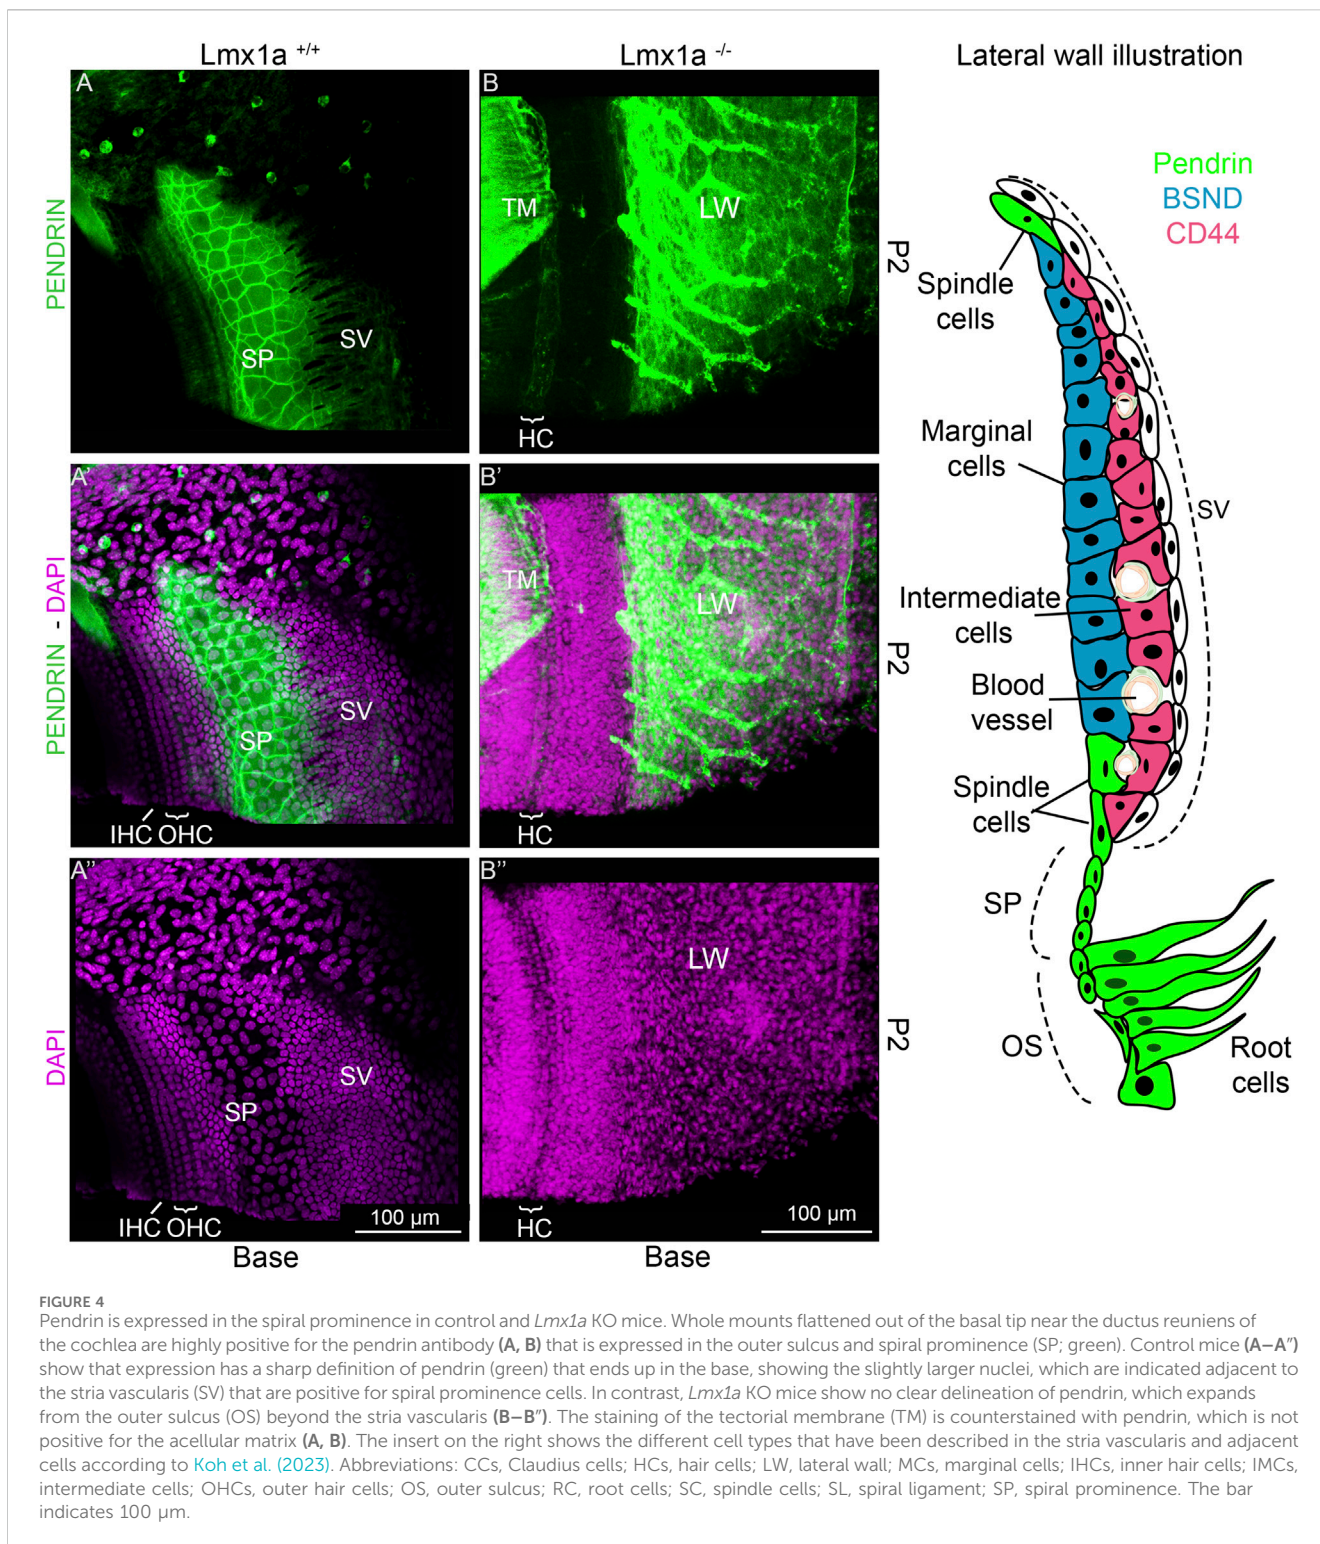 Lmx1a +/+
Lmx1a -/-
Lateral wall illustration
A
PENDRIN
SP
SV
B
TM
LW
HC
P2
A'
PENDRIN - DAPI
SP
SV
IHC OHC
B'
TM
LW
HC
P2
A''
DAPI
SP
SV
IHC OHC
100 µm
Base
B''
LW
HC
100 µm
P2
Base
Pendrin
BSND
CD44
Spindle
cells
Marginal
cells
SV
Intermediate
cells
Blood
vessel
Spindle
cells
SP
OS
Root
cells
FIGURE 4
Pendrin is expressed in the spiral prominence in control and Lmx1a KO mice. Whole mounts flattened out of the basal tip near the ductus reuniens of
the cochlea are highly positive for the pendrin antibody (A, B) that is expressed in the outer sulcus and spiral prominence (SP; green). Control mice (A–A″)
show that expression has a sharp definition of pendrin (green) that ends up in the base, showing the slightly larger nuclei, which are indicated adjacent to
the stria vascularis (SV) that are positive for spiral prominence cells. In contrast, Lmx1a KO mice show no clear delineation of pendrin, which expands
from the outer sulcus (OS) beyond the stria vascularis (B–B″). The staining of the tectorial membrane (TM) is counterstained with pendrin, which is not
positive for the acellular matrix (A, B). The insert on the right shows the different cell types that have been described in the stria vascularis and adjacent
cells according to Koh et al. (2023). Abbreviations: CCs, Claudius cells; HCs, hair cells; LW, lateral wall; MCs, marginal cells; IHCs, inner hair cells; IMCs,
intermediate cells; OHCs, outer hair cells; OS, outer sulcus; RC, root cells; SC, spindle cells; SL, spiral ligament; SP, spiral prominence. The bar
indicates 100 µm.